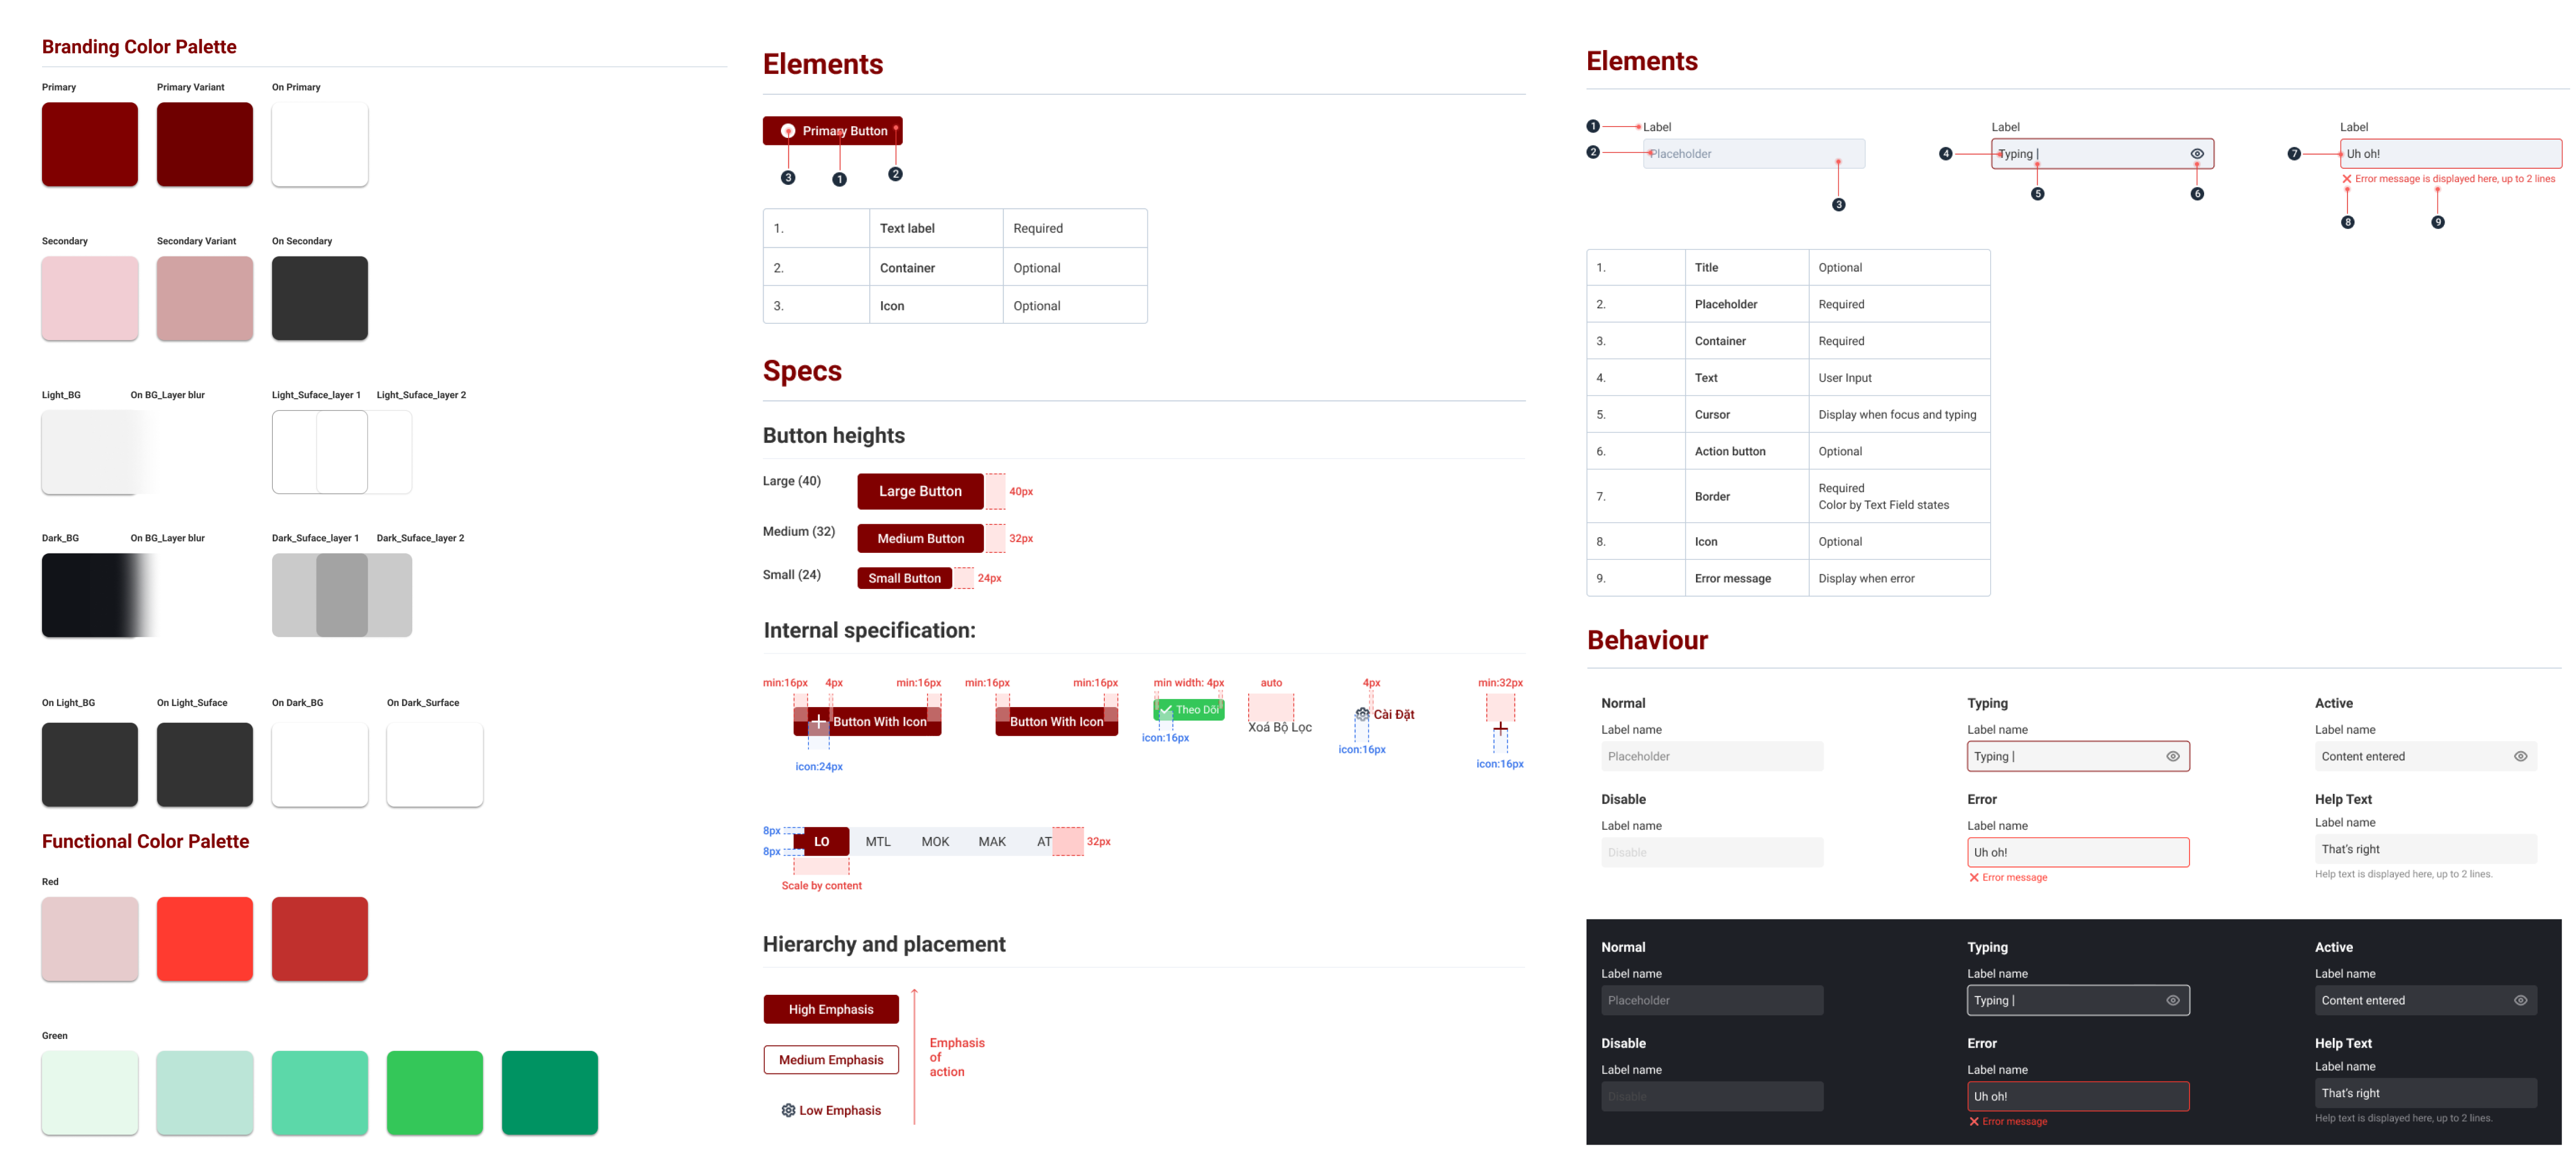 Branding Color Palette
Primary
Primary Variant
On Primary
Secondary
Secondary Variant
On Secondary
Light_BG
On BG_Layer blur
Light_Suface_layer 1
Light_Suface_layer 2
Dark_BG
On BG_Layer blur
Dark_Suface_layer 1
Dark_Suface_layer 2
On Light_BG
On Light_Suface
On Dark_BG
On Dark_Surface
Functional Color Palette
Red
Green
Elements
Primary Button
3
1
2
1. Text label Required
2. Container Optional
3. Icon Optional
Specs
Button heights
Large (40)
Large Button
40px
Medium (32)
Medium Button
32px
Small (24)
Small Button
24px
Internal specification:
min:16px
4px
min:16px
Button With Icon
icon:24px
min:16px
min:16px
Button With Icon
min width: 4px
Theo Dõi
icon:16px
auto
Xoá Bộ Lọc
4px
Cài Đặt
icon:16px
min:32px
icon:16px
8px
8px
LO
MTL
MOK
MAK
AT
32px
Scale by content
Hierarchy and placement
High Emphasis
Medium Emphasis
Low Emphasis
Emphasis
of
action
Elements
1
Label
2
Placeholder
3
Label
4
Typing |
5
6
Label
7
Uh oh!
Error message is displayed here, up to 2 lines
8
9
1. Title Optional
2. Placeholder Required
3. Container Required
4. Text User Input
5. Cursor Display when focus and typing
6. Action button Optional
7. Border Required
Color by Text Field states
8. Icon Optional
9. Error message Display when error
Behaviour
Normal
Label name
Placeholder
Typing
Label name
Typing |
Active
Label name
Content entered
Disable
Label name
Disable
Error
Label name
Uh oh!
Error message
Help Text
Label name
That's right
Help text is displayed here, up to 2 lines.
Normal
Label name
Placeholder
Typing
Label name
Typing |
Active
Label name
Content entered
Disable
Label name
Disable
Error
Label name
Uh oh!
Error message
Help Text
Label name
That's right
Help text is displayed here, up to 2 lines.